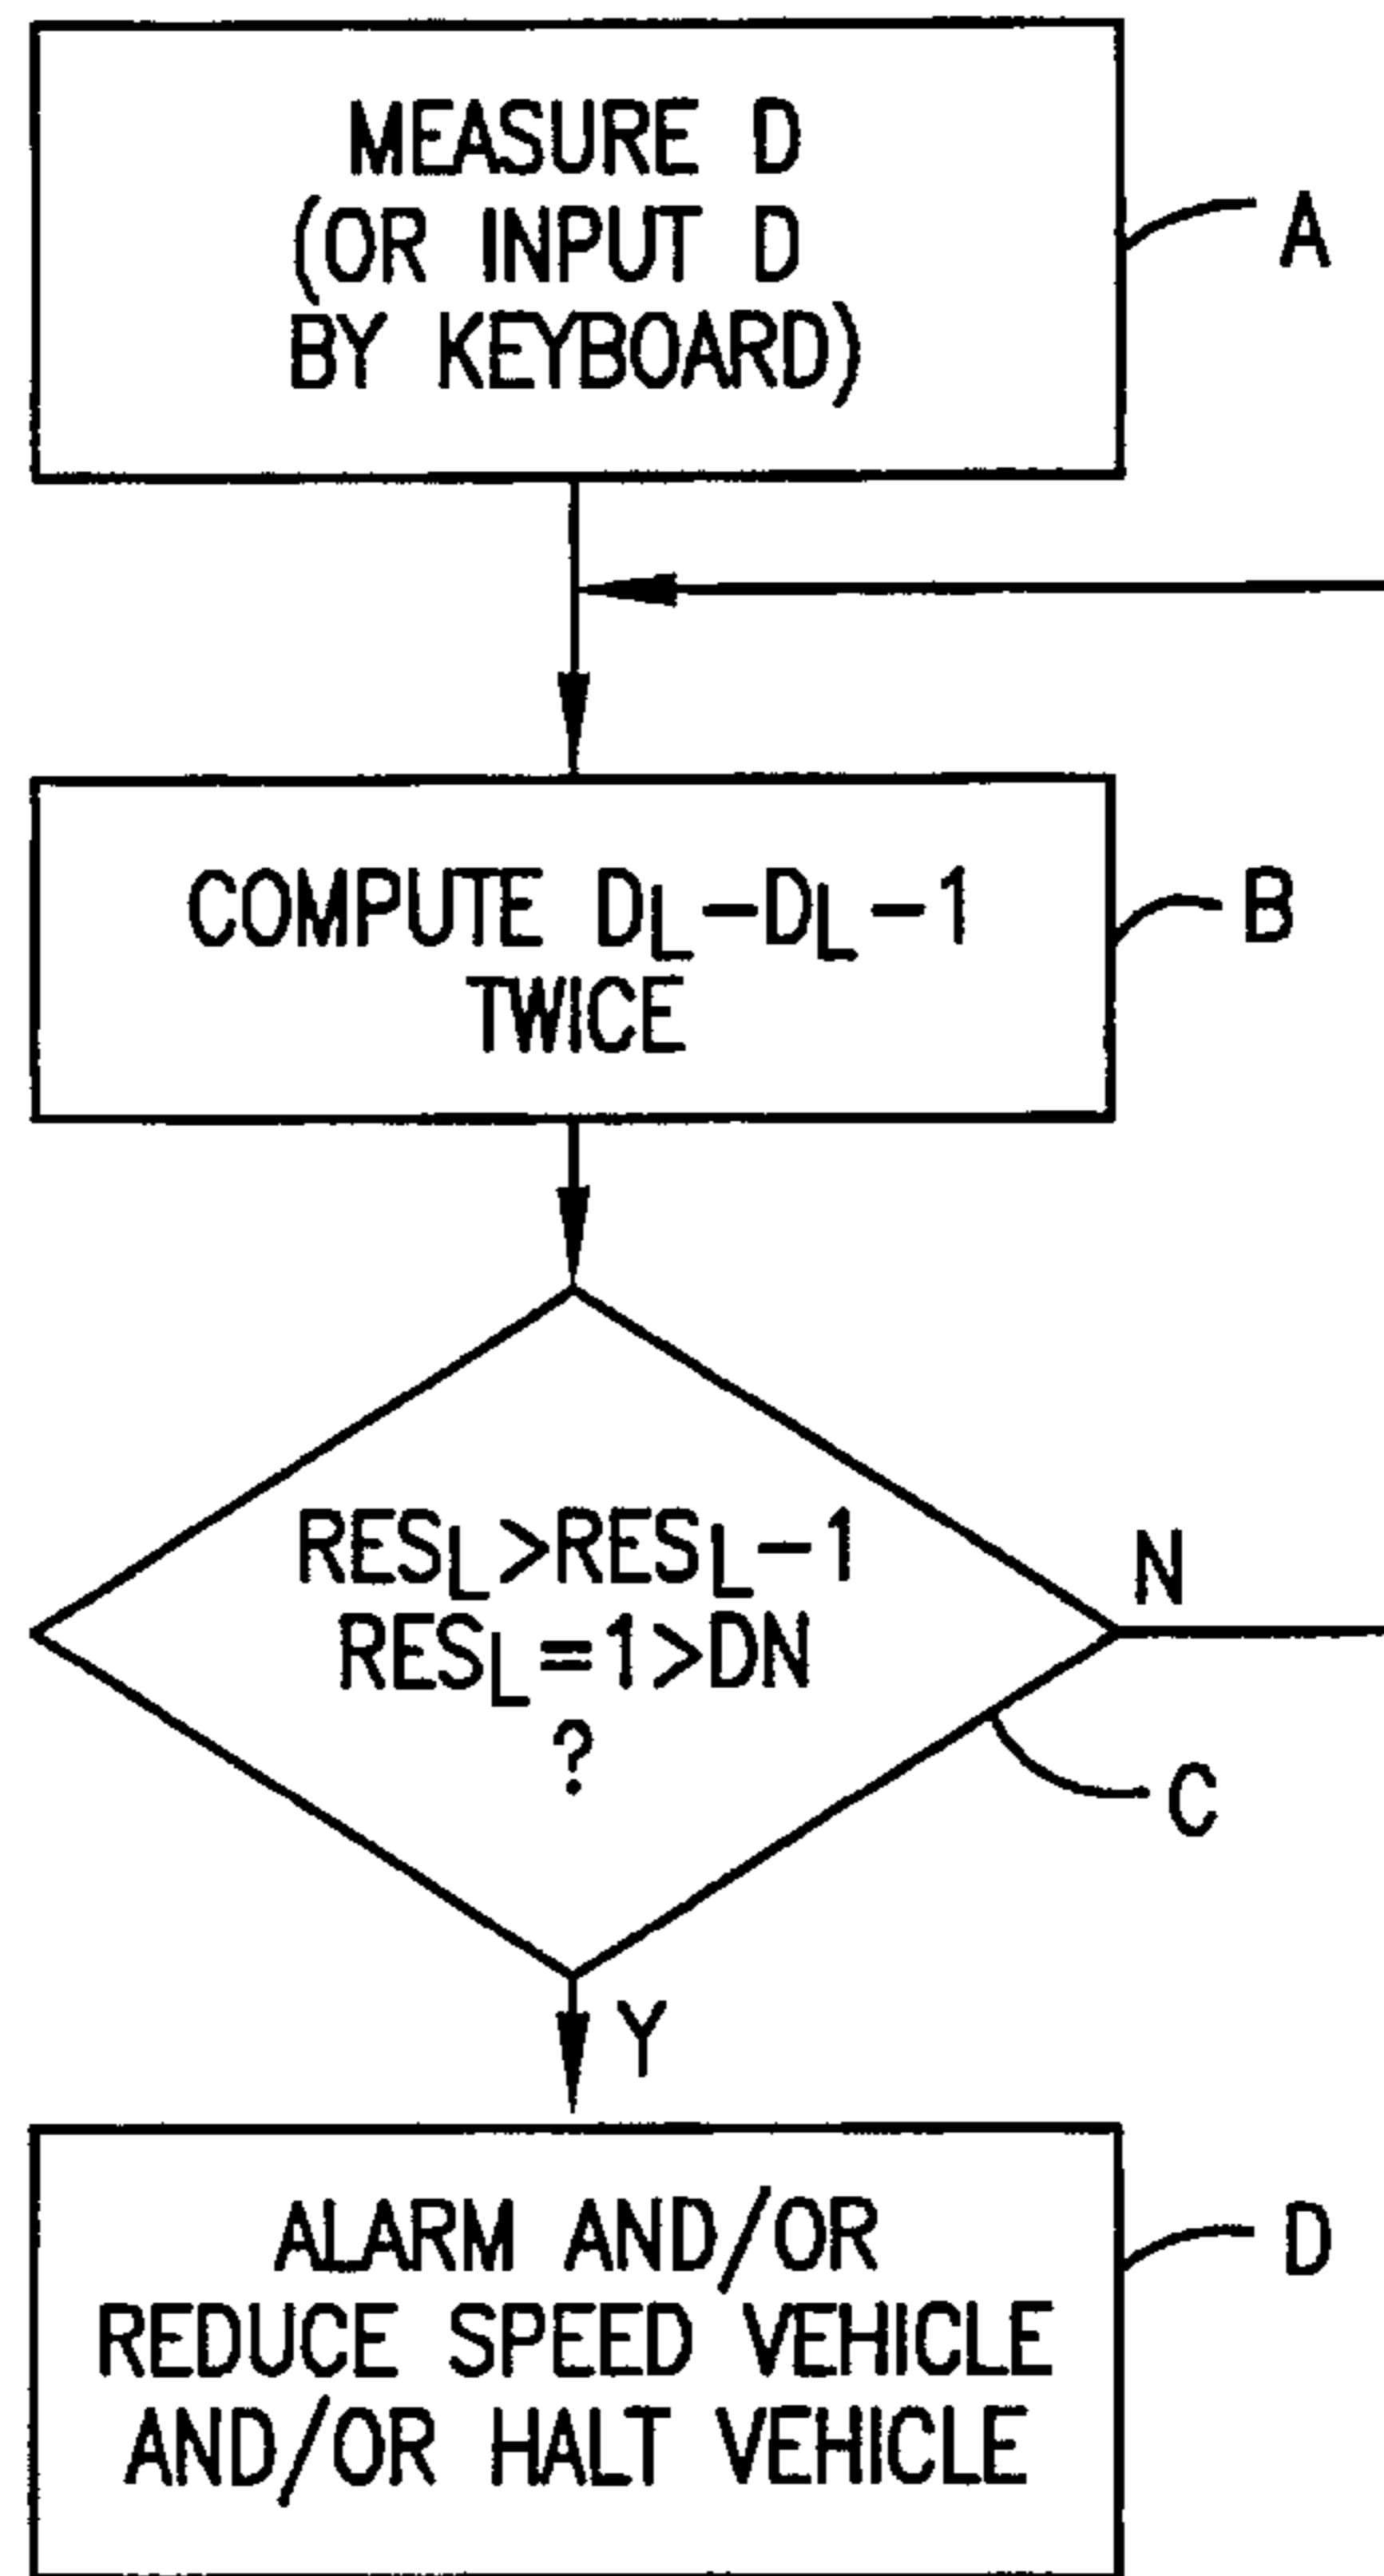 MEASURE D
(OR INPUT D
BY KEYBOARD)
A
COMPUTE DL-DL-1
TWICE
B
RESL>RESL-1
RESL=1>DN
?
N
C
Y
ALARM AND/OR
REDUCE SPEED VEHICLE
AND/OR HALT VEHICLE
D